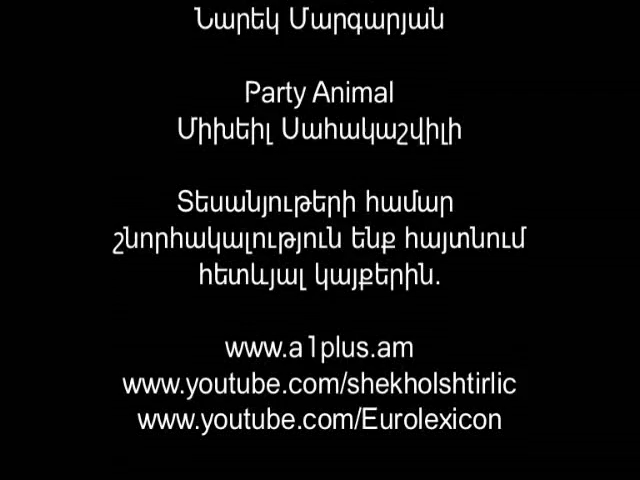 Նարեկ Մարգարյան
Party Animal
Միխեիլ Սահակաշվիլի
Տեսանյութերի համար
շնորհակալություն ենք հայտնում
հետևյալ կայքերին.
www.a1plus.am
www.youtube.com/shekholshtirlic
www.youtube.com/Eurolexicon